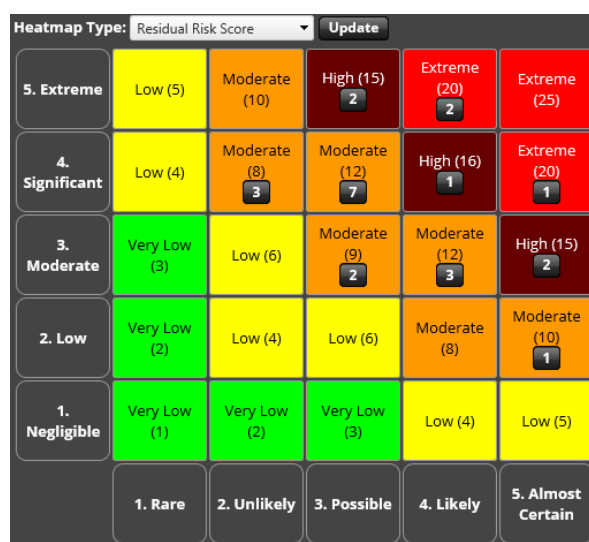 Heatmap Type: Residual Risk Score Update
5. Extreme
Low (5)
Moderate
(10)
High (15)
2
Extreme
(20)
2
Extreme
(25)
4.
Significant
Low (4)
Moderate
(8)
3
Moderate
(12)
7
High (16)
1
Extreme
(20)
1
3.
Moderate
Very Low
(3)
Low (6)
Moderate
(9)
2
Moderate
(12)
3
High (15)
2
2. Low
Very Low
(2)
Low (4)
Low (6)
Moderate
(8)
Moderate
(10)
1
1.
Negligible
Very Low
(1)
Very Low
(2)
Very Low
(3)
Low (4)
Low (5)
1. Rare
2. Unlikely
3. Possible
4. Likely
5. Almost
Certain